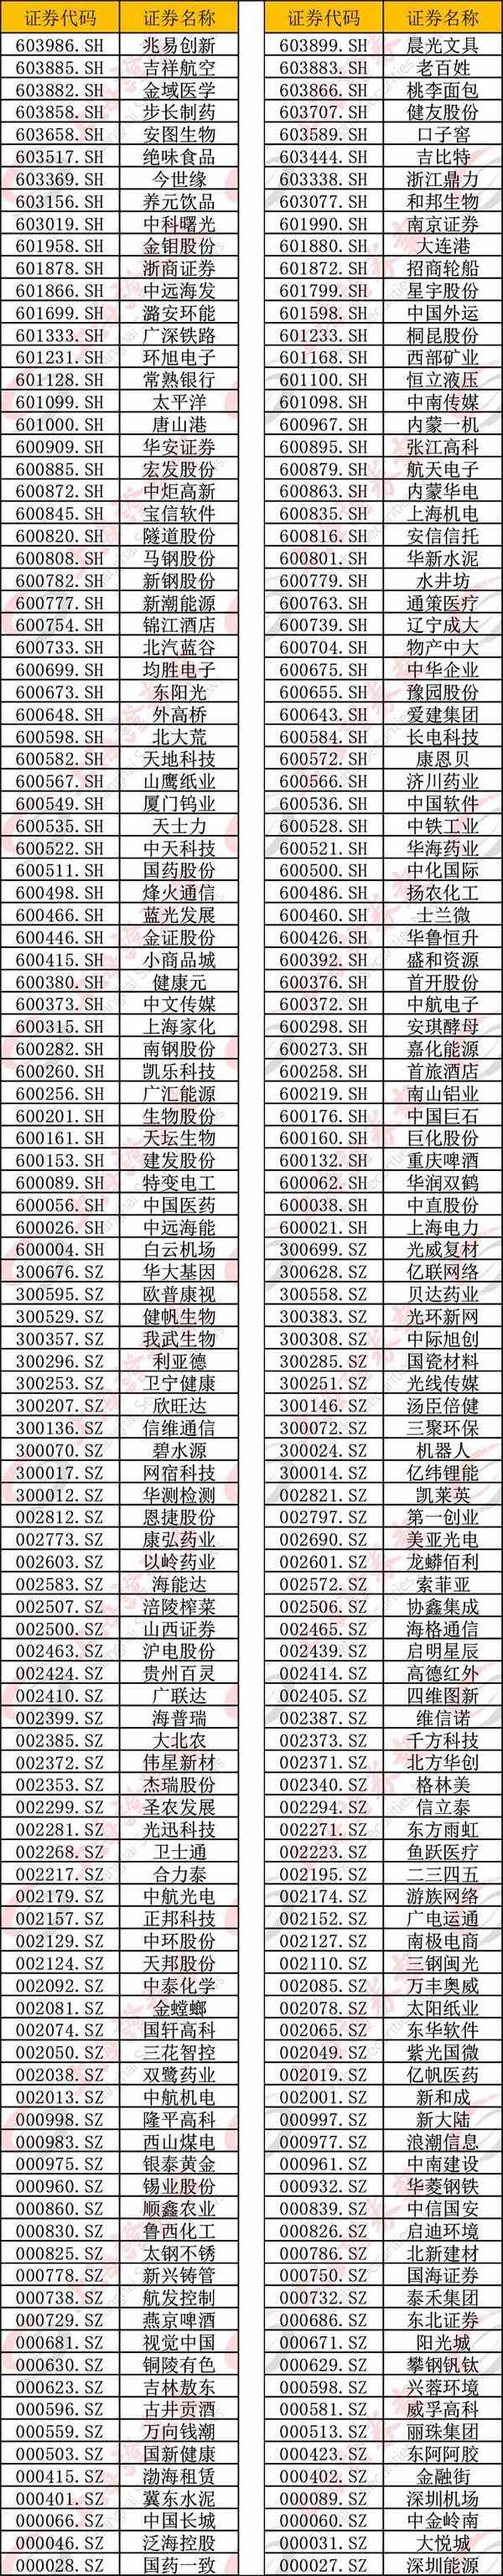 证券代码 证券名称 证券代码 证券名称
603986.SH 兆易创新 603899.SH 晨光文具
603885.SH 吉祥航空 603883.SH 老百姓
603882.SH 金域医学 603866.SH 桃李面包
603858.SH 步长制药 603707.SH 健友股份
603658.SH 安图生物 603589.SH 口子窖
603517.SH 绝味食品 603444.SH 吉比特
603369.SH 今世缘 603338.SH 浙江鼎力
603156.SH 养元饮品 603077.SH 和邦生物
603019.SH 中科曙光 601990.SH 南京证券
601958.SH 金钼股份 601880.SH 大连港
601878.SH 浙商证券 601872.SH 招商轮船
601866.SH 中远海发 601799.SH 星宇股份
601699.SH 潞安环能 601598.SH 中国外运
601333.SH 广深铁路 601233.SH 桐昆股份
601231.SH 环旭电子 601168.SH 西部矿业
601128.SH 常熟银行 601100.SH 恒立液压
601099.SH 太平洋 601098.SH 中南传媒
601000.SH 唐山港 600967.SH 内蒙一机
600909.SH 华安证券 600895.SH 张江高科
600885.SH 宏发股份 600879.SH 航天电子
600872.SH 中炬高新 600863.SH 内蒙华电
600845.SH 宝信软件 600835.SH 上海机电
600820.SH 隧道股份 600816.SH 安信信托
600808.SH 马钢股份 600801.SH 华新水泥
600782.SH 新钢股份 600779.SH 水井坊
600777.SH 新潮能源 600763.SH 通策医疗
600754.SH 锦江酒店 600739.SH 辽宁成大
600733.SH 北汽蓝谷 600704.SH 物产中大
600699.SH 均胜电子 600675.SH 中华企业
600673.SH 东阳光 600655.SH 豫园股份
600648.SH 外高桥 600643.SH 爱建集团
600598.SH 北大荒 600584.SH 长电科技
600582.SH 天地科技 600572.SH 康恩贝
600567.SH 山鹰纸业 600566.SH 济川药业
600549.SH 厦门钨业 600536.SH 中国软件
600535.SH 天士力 600528.SH 中铁工业
600522.SH 中天科技 600521.SH 华海药业
600511.SH 国药股份 600500.SH 中化国际
600498.SH 烽火通信 600486.SH 扬农化工
600466.SH 蓝光发展 600460.SH 士兰微
600446.SH 金证股份 600426.SH 华鲁恒升
600415.SH 小商品城 600392.SH 盛和资源
600380.SH 健康元 600376.SH 首开股份
600373.SH 中文传媒 600372.SH 中航电子
600315.SH 上海家化 600298.SH 安琪酵母
600282.SH 南钢股份 600273.SH 嘉化能源
600260.SH 凯乐科技 600258.SH 首旅酒店
600256.SH 广汇能源 600219.SH 南山铝业
600201.SH 生物股份 600176.SH 中国巨石
600161.SH 天坛生物 600160.SH 巨化股份
600153.SH 建发股份 600132.SH 重庆啤酒
600089.SH 特变电工 600062.SH 华润双鹤
600056.SH 中国医药 600038.SH 中直股份
600026.SH 中远海能 600021.SH 上海电力
600004.SH 白云机场 300699.SZ 光威复材
300676.SZ 华大基因 300628.SZ 亿联网络
300595.SZ 欧普康视 300558.SZ 贝达药业
300529.SZ 健帆生物 300383.SZ 光环新网
300357.SZ 我武生物 300308.SZ 中际旭创
300296.SZ 利亚德 300285.SZ 国瓷材料
300253.SZ 卫宁健康 300251.SZ 光线传媒
300207.SZ 欣旺达 300146.SZ 汤臣倍健
300136.SZ 信维通信 300072.SZ 三聚环保
300070.SZ 碧水源 300024.SZ 机器人
300017.SZ 网宿科技 300014.SZ 亿纬锂能
300012.SZ 华测检测 002821.SZ 凯莱英
002812.SZ 恩捷股份 002797.SZ 第一创业
002773.SZ 康弘药业 002690.SZ 美亚光电
002603.SZ 以岭药业 002601.SZ 龙蟒佰利
002583.SZ 海能达 002572.SZ 索菲亚
002507.SZ 涪陵榨菜 002506.SZ 协鑫集成
002500.SZ 山西证券 002465.SZ 海格通信
002463.SZ 沪电股份 002439.SZ 启明星辰
002424.SZ 贵州百灵 002414.SZ 高德红外
002410.SZ 广联达 002405.SZ 四维图新
002399.SZ 海普瑞 002387.SZ 维信诺
002385.SZ 大北农 002373.SZ 千方科技
002372.SZ 伟星新材 002371.SZ 北方华创
002353.SZ 杰瑞股份 002340.SZ 格林美
002299.SZ 圣农发展 002294.SZ 信立泰
002281.SZ 光迅科技 002271.SZ 东方雨虹
002268.SZ 卫士通 002223.SZ 鱼跃医疗
002217.SZ 合力泰 002195.SZ 二三四五
002179.SZ 中航光电 002174.SZ 游族网络
002157.SZ 正邦科技 002152.SZ 广电运通
002129.SZ 中环股份 002127.SZ 南极电商
002124.SZ 天邦股份 002110.SZ 三钢闽光
002092.SZ 中泰化学 002085.SZ 万丰奥威
002081.SZ 金螳螂 002078.SZ 太阳纸业
002074.SZ 国轩高科 002065.SZ 东华软件
002050.SZ 三花智控 002049.SZ 紫光国微
002038.SZ 双鹭药业 002019.SZ 亿帆医药
002013.SZ 中航机电 002001.SZ 新和成
000998.SZ 隆平高科 000997.SZ 新大陆
000983.SZ 西山煤电 000977.SZ 浪潮信息
000975.SZ 银泰黄金 000961.SZ 中南建设
000960.SZ 锡业股份 000932.SZ 华菱钢铁
000860.SZ 顺鑫农业 000839.SZ 中信国安
000830.SZ 鲁西化工 000826.SZ 启迪环境
000825.SZ 太钢不锈 000786.SZ 北新建材
000778.SZ 新兴铸管 000750.SZ 国海证券
000738.SZ 航发控制 000732.SZ 泰禾集团
000729.SZ 燕京啤酒 000686.SZ 东北证券
000681.SZ 视觉中国 000671.SZ 阳光城
000630.SZ 铜陵有色 000629.SZ 攀钢钒钛
000623.SZ 吉林敖东 000598.SZ 兴蓉环境
000596.SZ 古井贡酒 000581.SZ 威孚高科
000559.SZ 万向钱潮 000513.SZ 丽珠集团
000503.SZ 国新健康 000423.SZ 东阿阿胶
000415.SZ 渤海租赁 000402.SZ 金融街
000401.SZ 冀东水泥 000089.SZ 深圳机场
000066.SZ 中国长城 000060.SZ 中金岭南
000046.SZ 泛海控股 000031.SZ 大悦城
000028.SZ 国药一致 000027.SZ 深圳能源